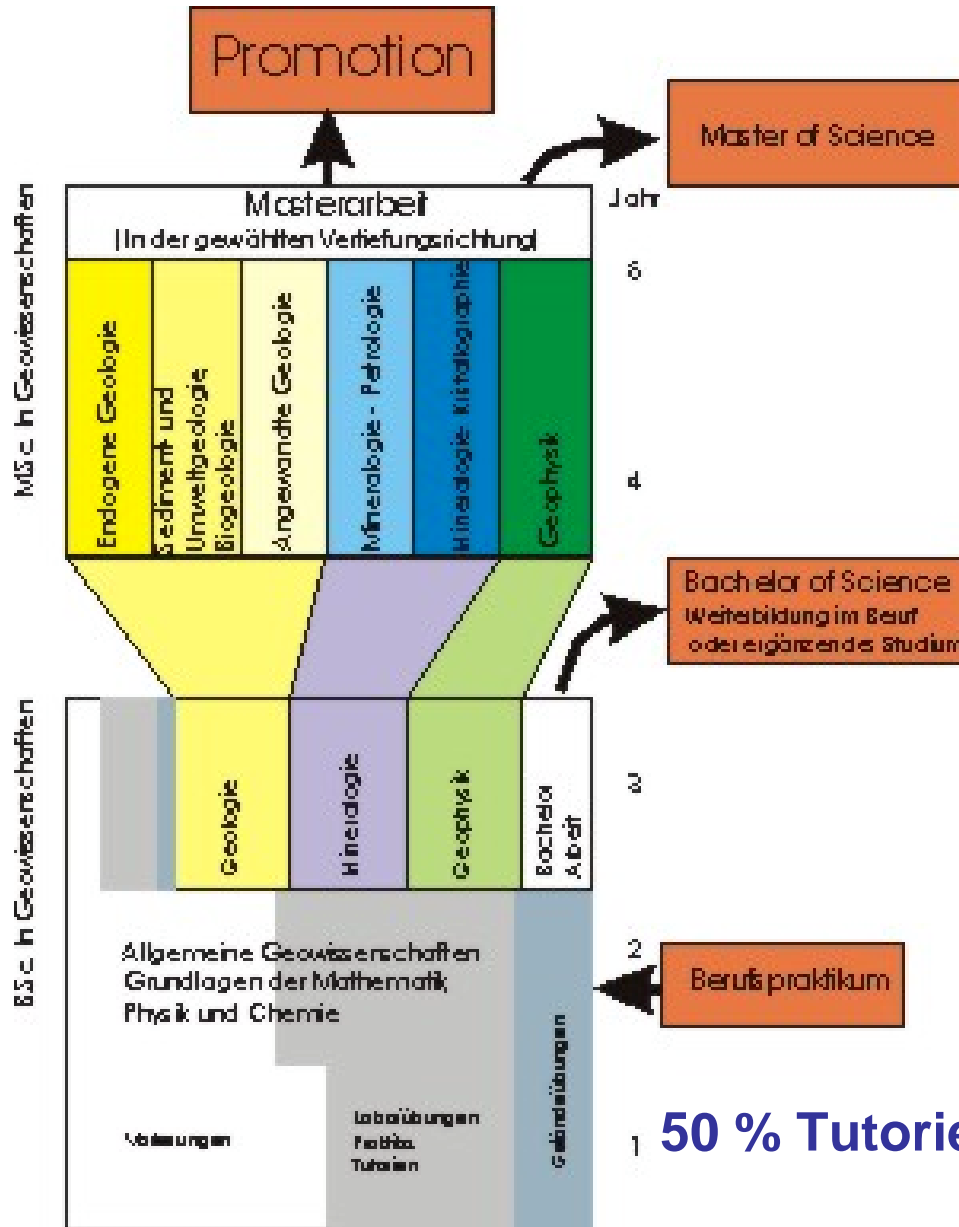 Promotion
Master of Science
MSc. in Geowissenschaften
Masterarbeit
(In der gewählten Vertiefungsrichtung)
Jahr
5
Endogene Geologie
Sediment- und
Umweltgeologie,
Biogeologie
Angewandte Geologie
Mineralogie - Petrologie
Mineralogie- Kristallographie
Geophysik
4
Bachelor of Science
Weiterbildung im Beruf
oder ergänzendes Studium
BSc. in Geowissenschaften
Geologie
Mineralogie
Geophysik
Bachelor
Arbeit
3
Allgemeine Geowissenschaften
Grundlagen der Mathematik,
Physik und Chemie
2
Berufspraktikum
Vorlesungen
Laborübungen
Praktika
Tutorien
Geländeübungen
1
50 % Tutorie